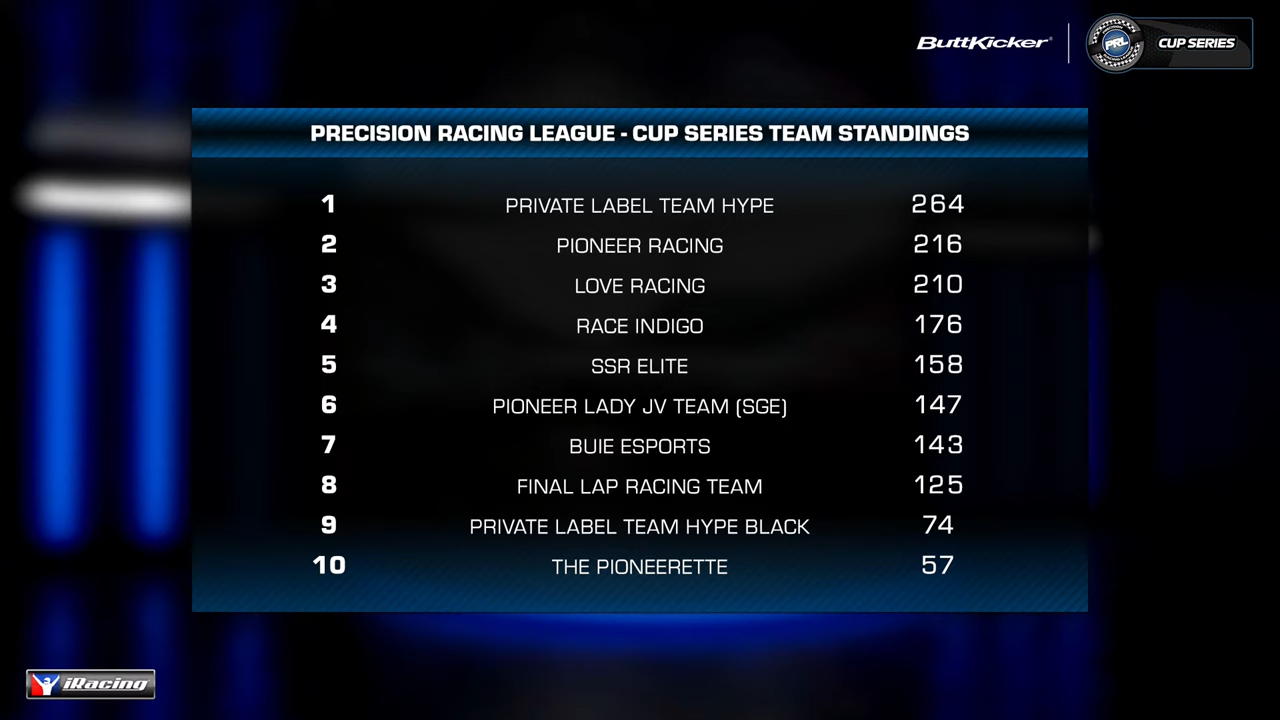 ButtKicker
PRL
CUP SERIES
PRECISION RACING LEAGUE - CUP SERIES TEAM STANDINGS
1 PRIVATE LABEL TEAM HYPE 264
2 PIONEER RACING 216
3 LOVE RACING 210
4 RACE INDIGO 176
5 SSR ELITE 158
6 PIONEER LADY JV TEAM (SGE) 147
7 BUIE ESPORTS 143
8 FINAL LAP RACING TEAM 125
9 PRIVATE LABEL TEAM HYPE BLACK 74
10 THE PIONEERETTE 57
iRacing